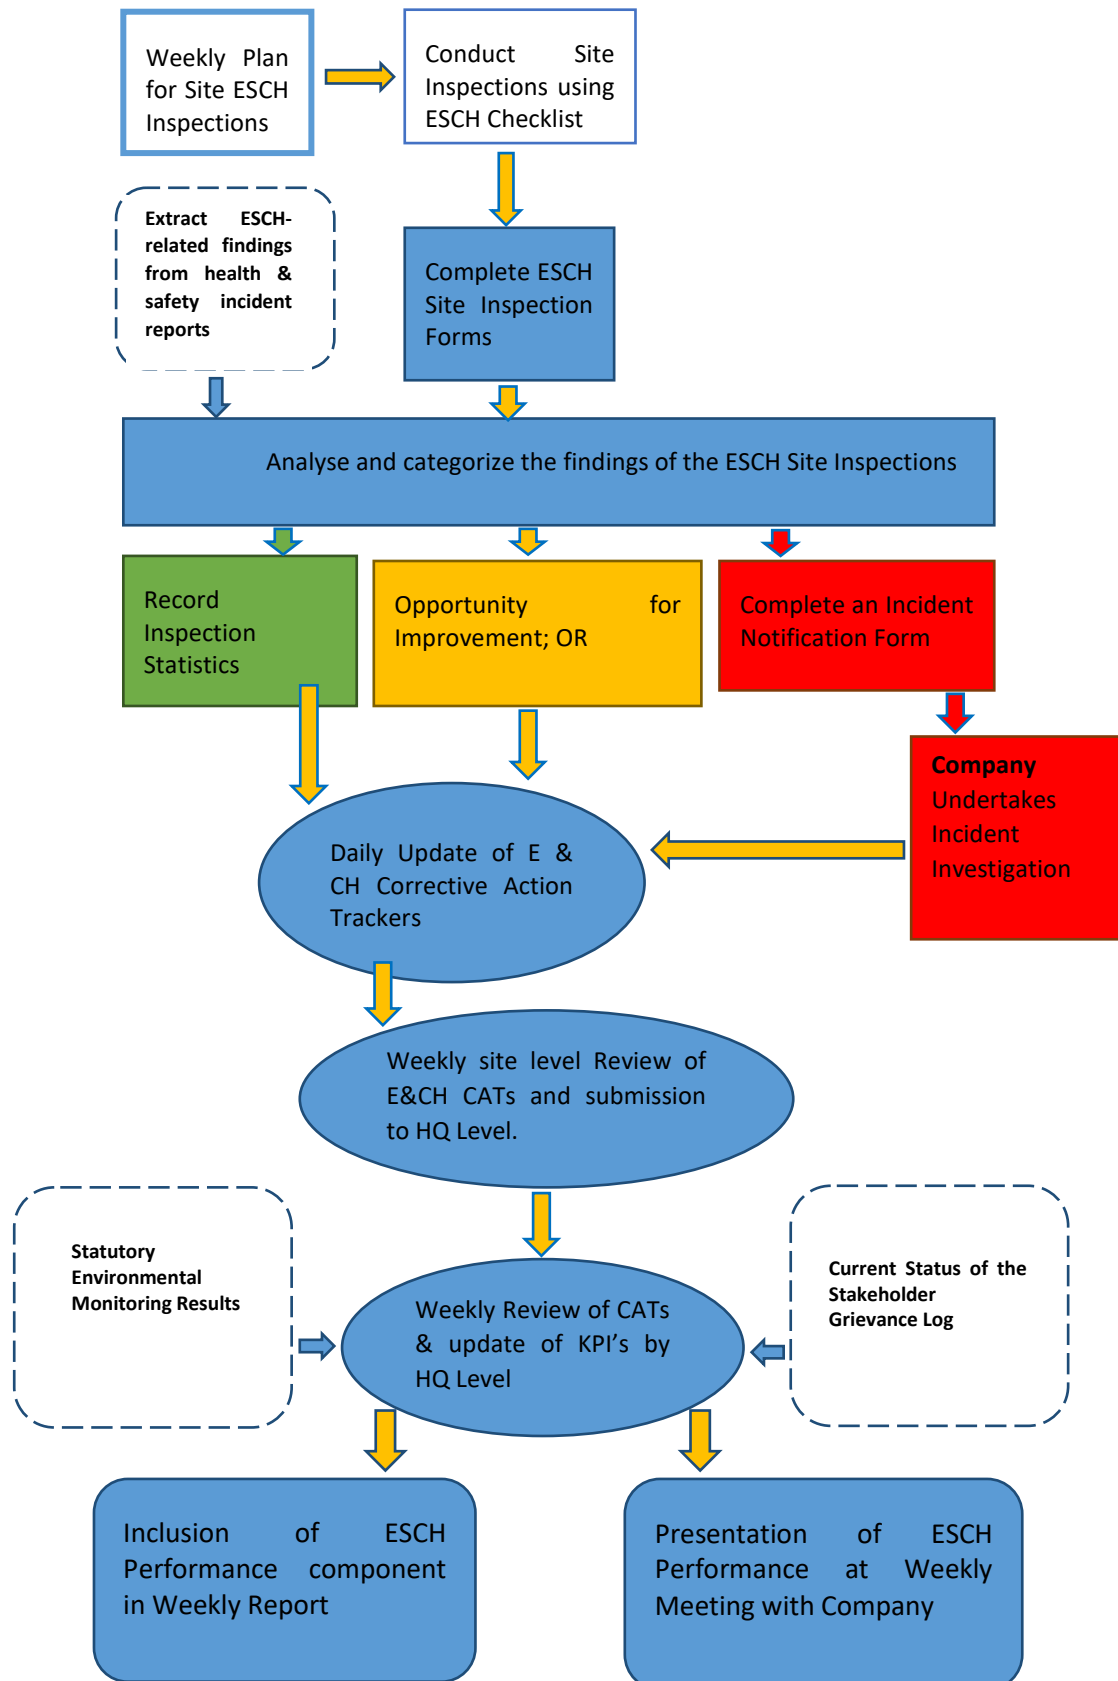 Weekly Plan
for Site ESCH
Inspections
Conduct Site
Inspections using
ESCH Checklist
Extract ESCH-
related findings
from health &
safety incident
reports
Complete ESCH
Site Inspection
Forms
Analyse and categorize the findings of the ESCH Site Inspections
Record
Inspection
Statistics
Opportunity for
Improvement; OR
Complete an Incident
Notification Form
Company
Undertakes
Incident
Investigation
Daily Update of E &
CH Corrective Action
Trackers
Weekly site level Review of
E&CH CATs and submission
to HQ Level.
Statutory
Environmental
Monitoring Results
Current Status of the
Stakeholder
Grievance Log
Weekly Review of CATs
& update of KPI’s by
HQ Level
Inclusion of ESCH
Performance component
in Weekly Report
Presentation of ESCH
Performance at Weekly
Meeting with Company